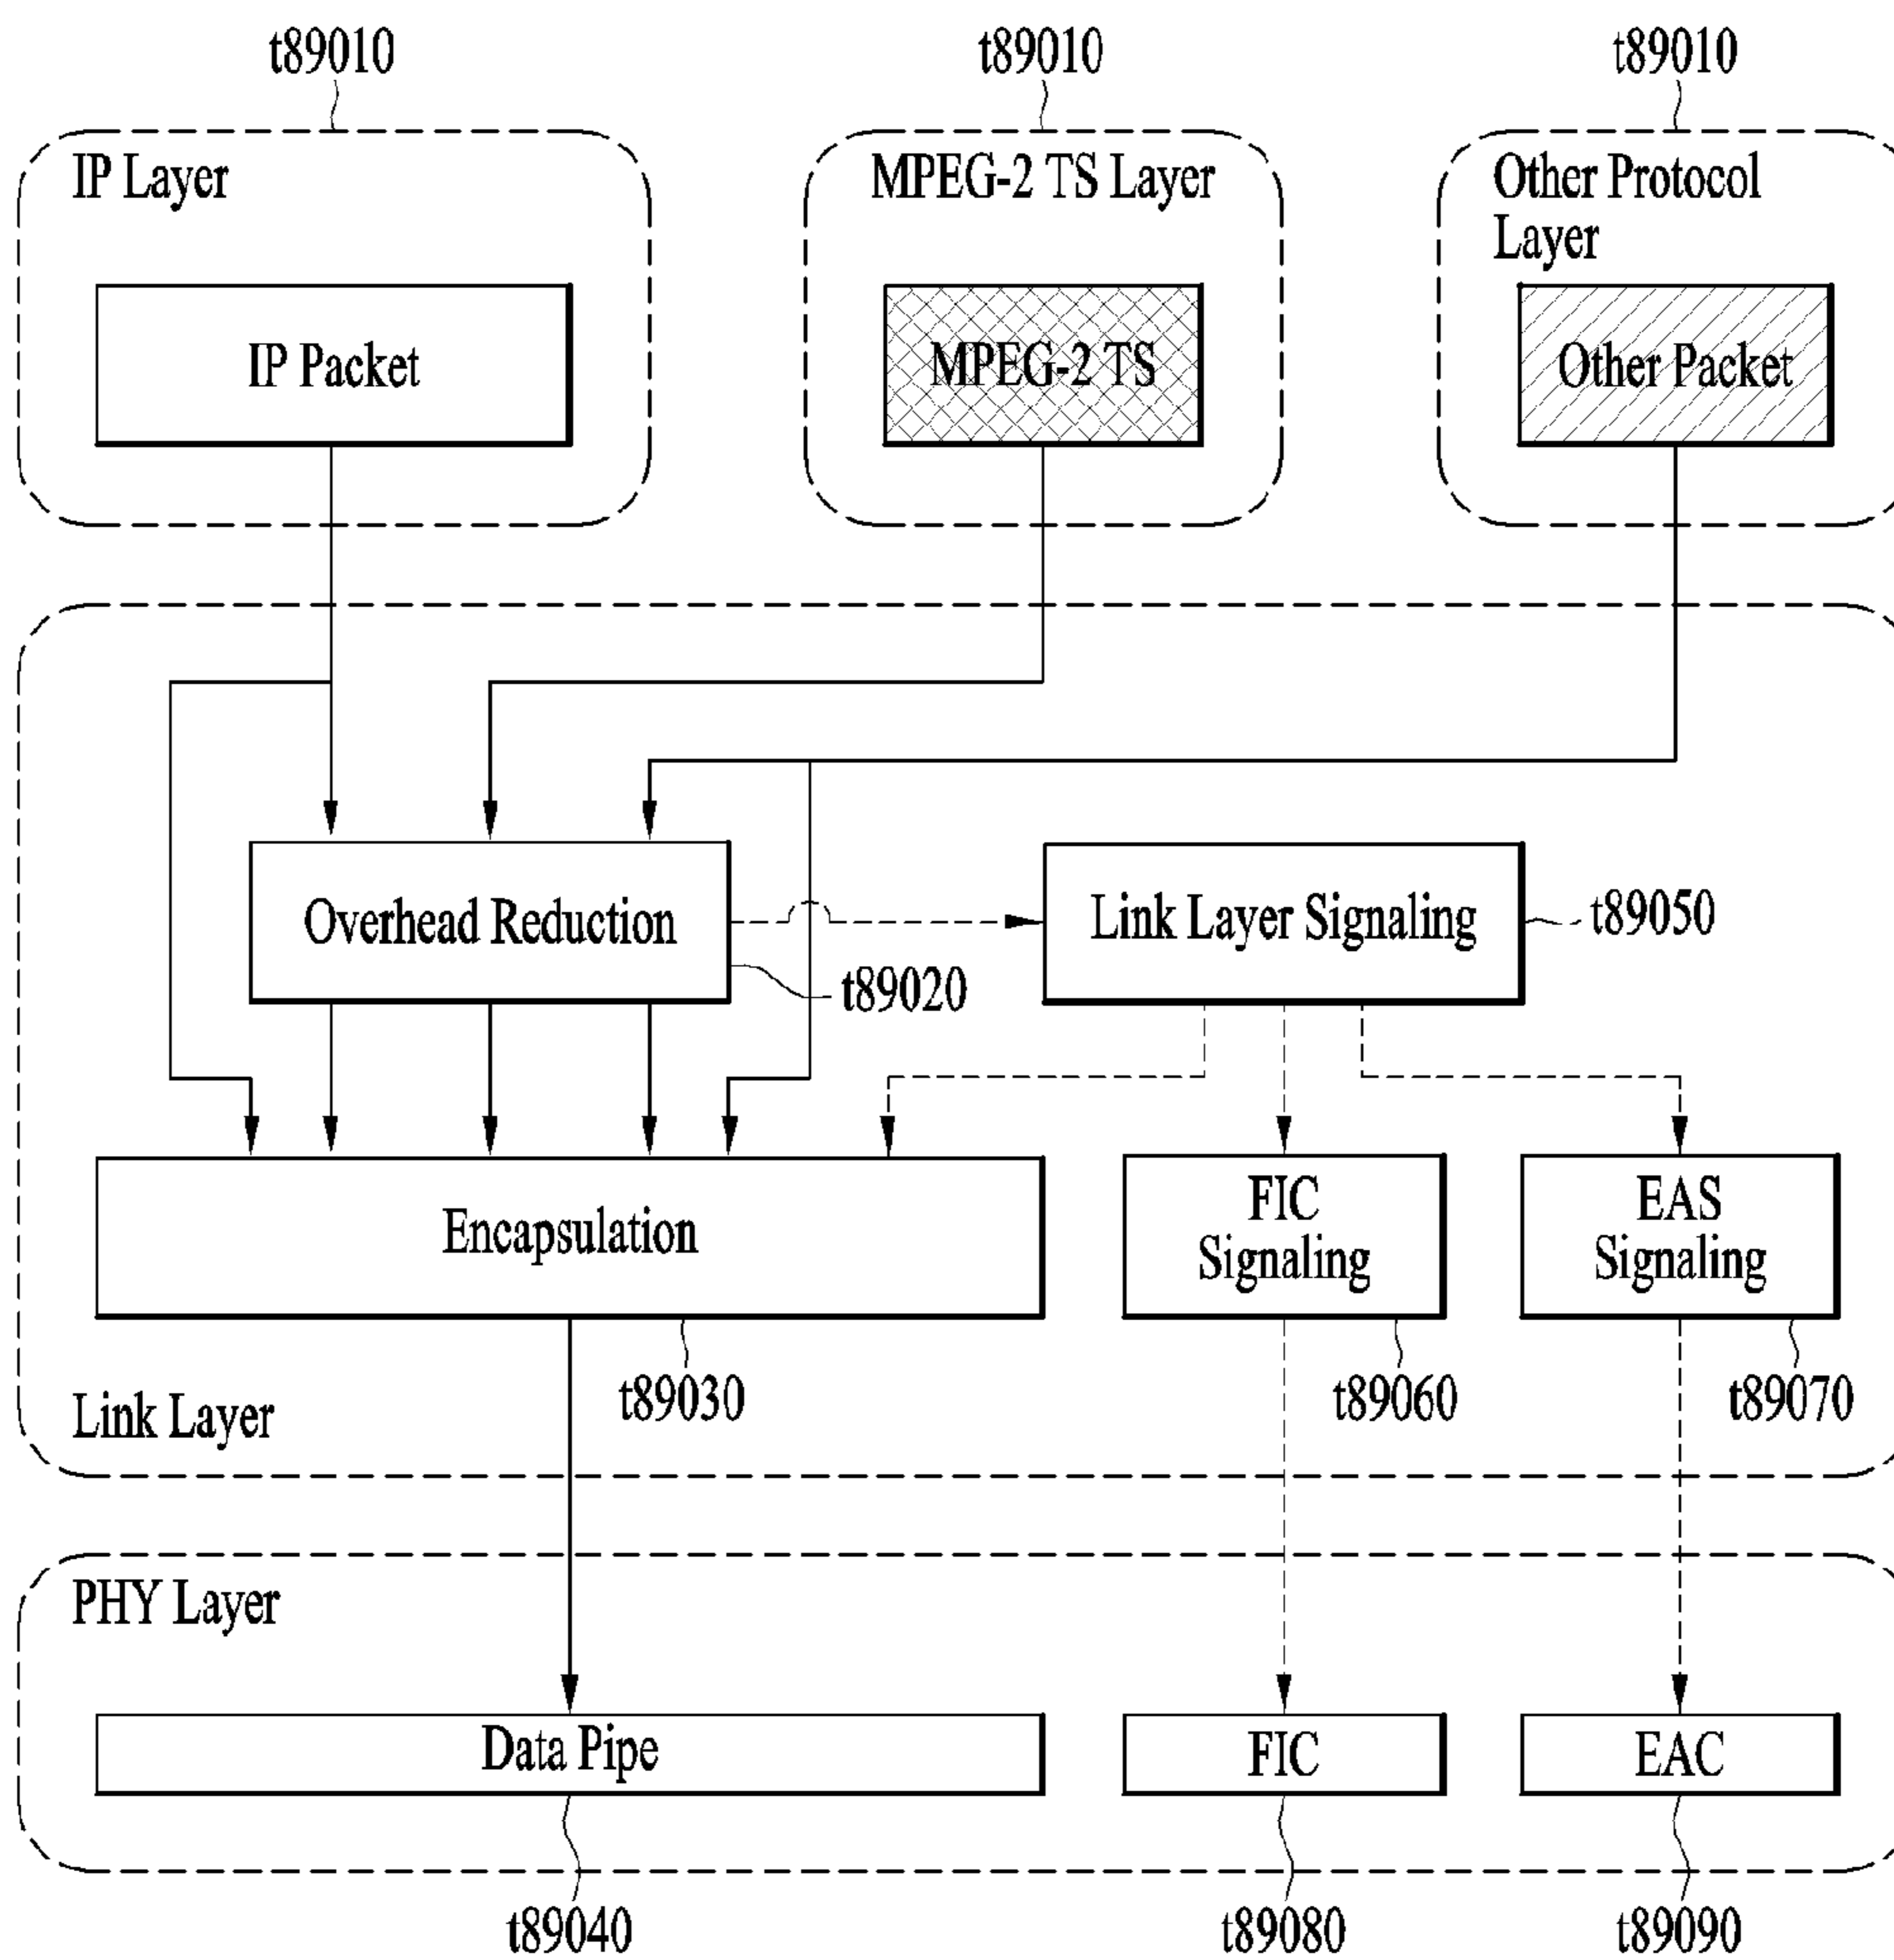 t89010
t89010
t89010
IP Layer
MPEG-2 TS Layer
Other Protocol
Layer
IP Packet
MPEG-2 TS
Other Packet
Overhead Reduction
Link Layer Signaling
t89050
t89020
Encapsulation
FIC
Signaling
EAS
Signaling
t89030
t89060
t89070
Link Layer
PHY Layer
Data Pipe
FIC
EAC
t89040
t89080
t89090